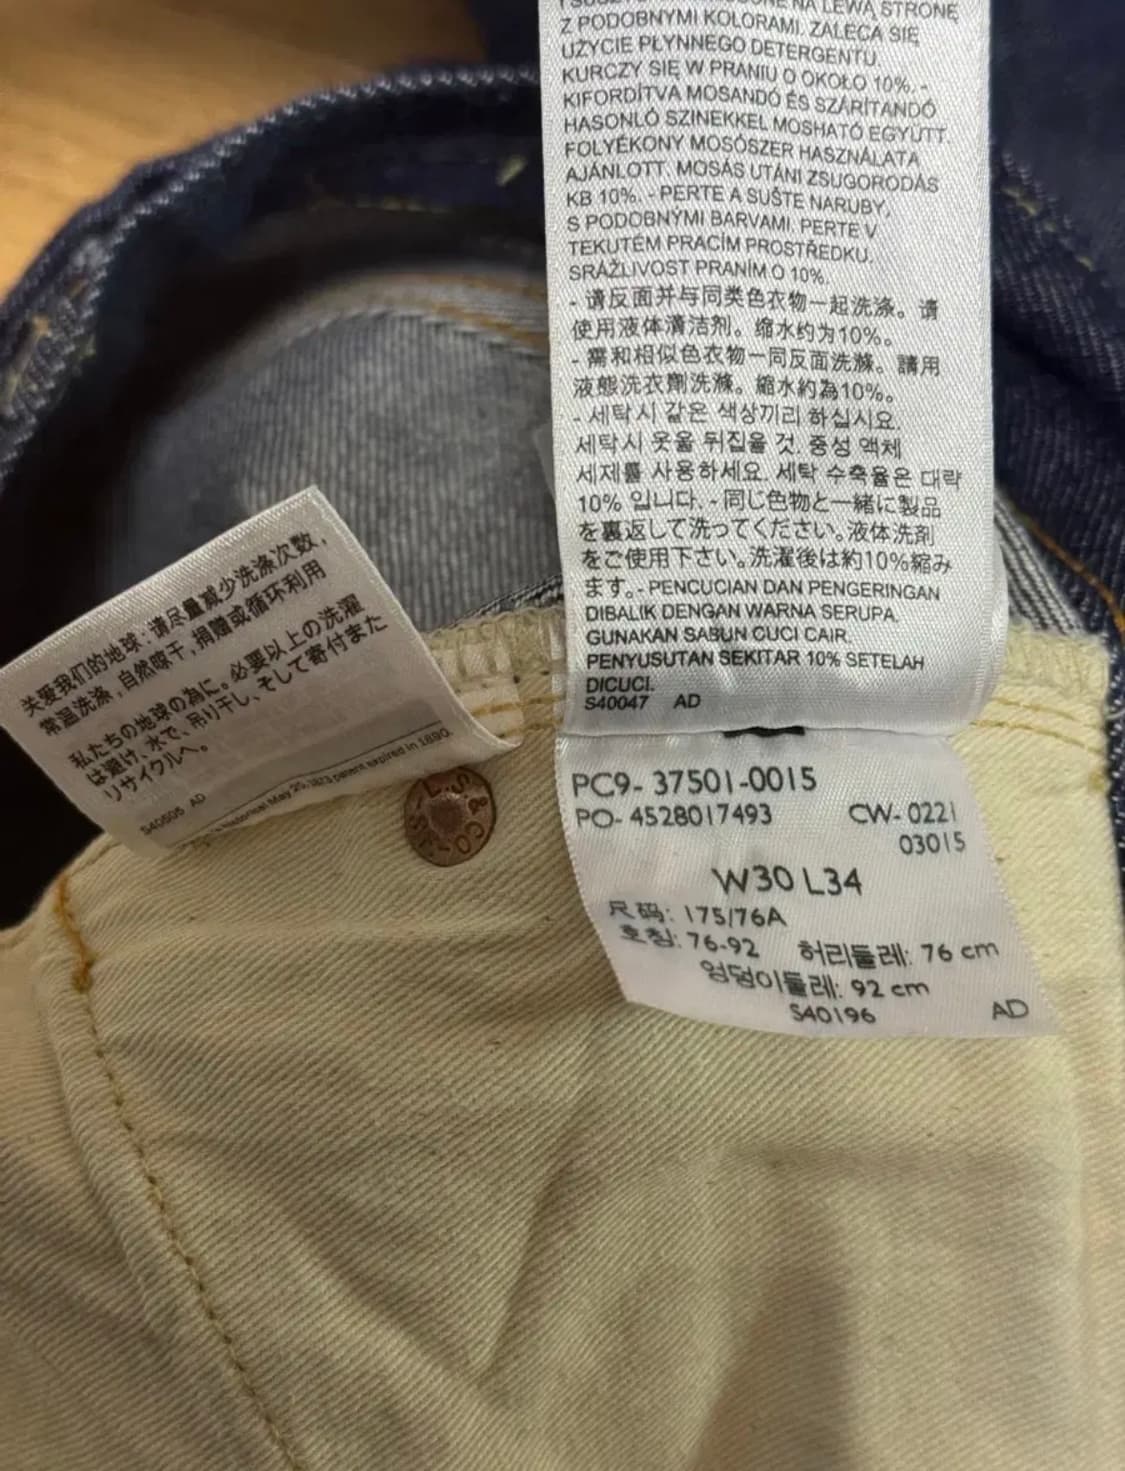 NA LEWĄ STRONĘ
Z PODOBNYMI KOLORAMI. ZALECA SIĘ
UŻYCIE PŁYNNEGO DETERGENTU.
KURCZY SIĘ W PRANIU O OKOŁO 10%. -
KIFORDÍTVA MOSANDÓ ÉS SZÁRÍTANDÓ
HASONLÓ SZINEKKEL MOSHATÓ EGYÜTT.
FOLYÉKONY MOSÓSZER HASZNÁLATA
AJÁNLOTT. MOSÁS UTÁNI ZSUGORODÁS
KB 10%. - PERTE A SUŠTE NARUBY,
S PODOBNÝMI BARVAMI. PERTE V
TEKUTÉM PRACÍM PROSTŘEDKU.
SRÁŽLIVOST PRANÍM O 10%.
- 请反面并与同类色衣物一起洗涤。请
使用液体清洁剂。缩水约为10%。
- 需和相似色衣物一同反面洗滌。請用
液態洗衣劑洗滌。縮水約為10%。
- 세탁시 같은 색상끼리 하십시요.
세탁시 옷을 뒤집을 것. 중성 액체
세제를 사용하세요. 세탁 수축율은 대략
10% 입니다. - 同じ色物と一緒に製品
を裏返して洗ってください。液体洗剤
をご使用下さい。洗濯後は約10%縮み
ます。- PENCUCIAN DAN PENGERINGAN
DIBALIK DENGAN WARNA SERUPA.
GUNAKAN SABUN CUCI CAIR.
PENYUSUTAN SEKITAR 10% SETELAH
DICUCI.
S40047 AD
关爱我们的地球：请尽量减少洗涤次数，
常温洗涤，自然晾干，捐赠或循环利用
私たちの地球の為に。必要以上の洗濯
は避け、水で、吊り干し、そして寄付また
リサイクルへ。
S40605 AD
May 20, 1873 patent expired in 1890.
L.S. & CO
PC9- 37501-0015
PO- 4528017493 CW- 0221
03015
W30 L34
尺码: 175/76A
호칭: 76-92 허리둘레: 76 cm
엉덩이둘레: 92 cm
S40196 AD